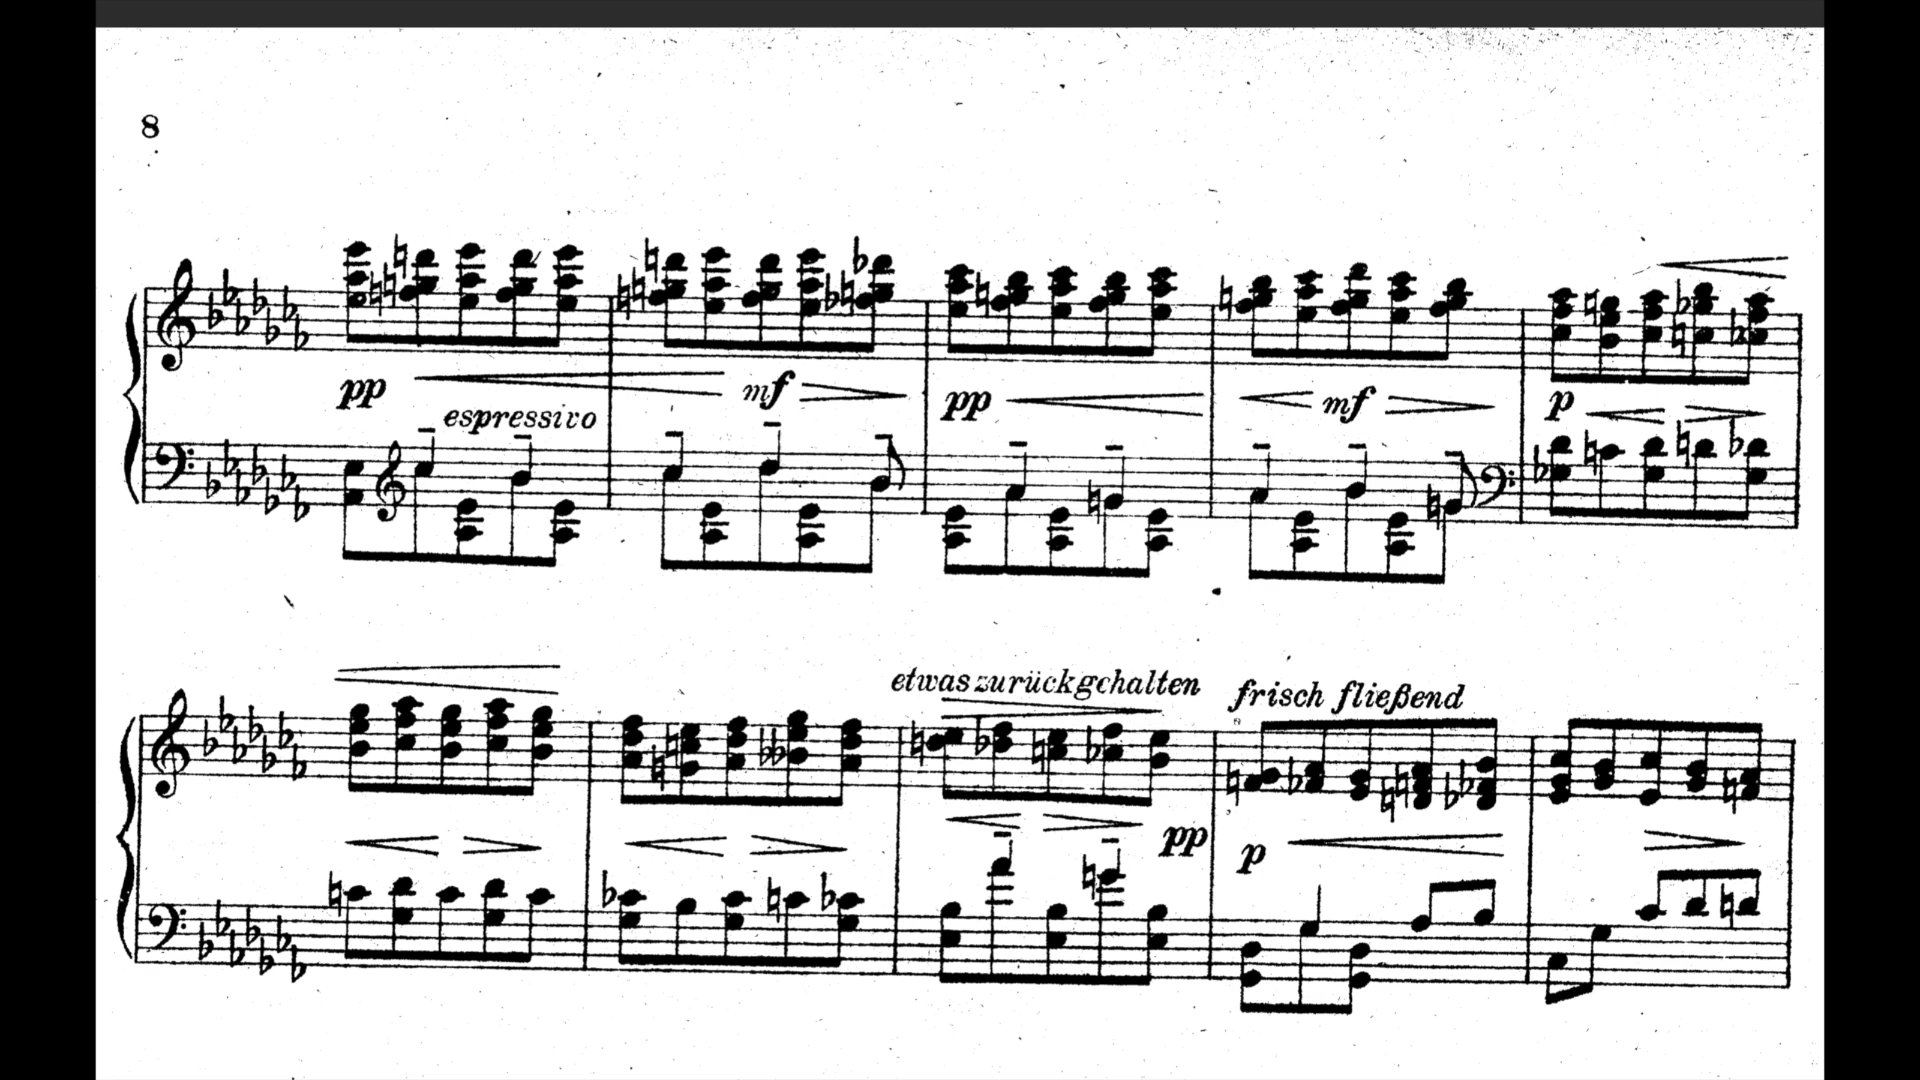 8
pp mf pp mf p
espressivo
etwas zurückgehalten frisch fließend
pp p